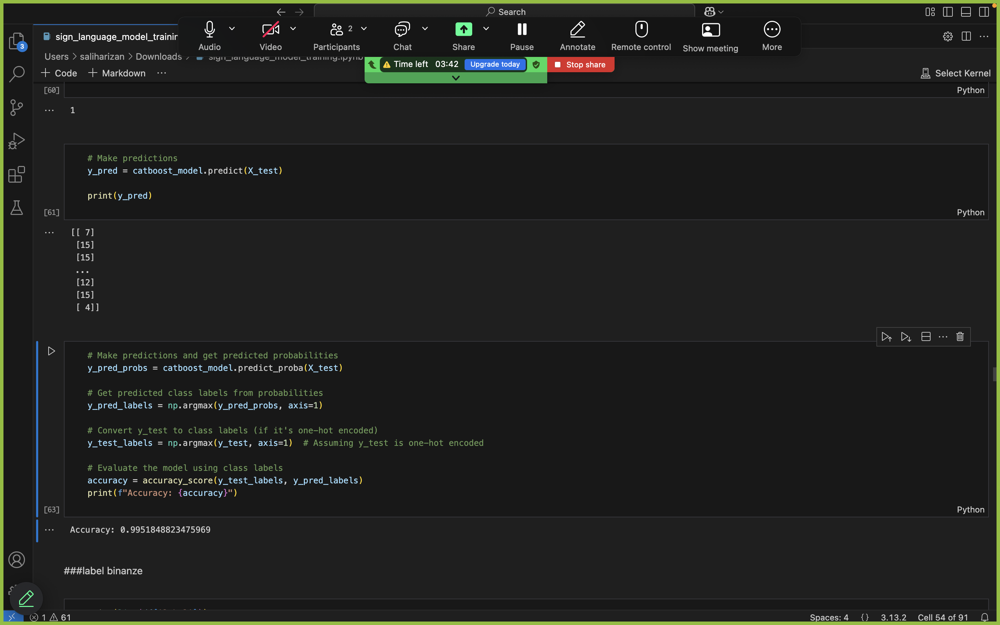 Search
sign_language_model_trainin
Audio
Video
2
Participants
Chat
Share
Pause
Annotate
Remote control
Show meeting
More
3
Users > saliharizan > Downloads > sign_language_model_training.ipynb
Time left 03:42 Upgrade today
Stop share
+ Code + Markdown ...
Select Kernel
[60]
Python
... 1
# Make predictions
y_pred = catboost_model.predict(X_test)
print(y_pred)
[61]
Python
... [[ 7]
[15]
[15]
...
[12]
[15]
[ 4]]
# Make predictions and get predicted probabilities
y_pred_probs = catboost_model.predict_proba(X_test)
# Get predicted class labels from probabilities
y_pred_labels = np.argmax(y_pred_probs, axis=1)
# Convert y_test to class labels (if it's one-hot encoded)
y_test_labels = np.argmax(y_test, axis=1)  # Assuming y_test is one-hot encoded
# Evaluate the model using class labels
accuracy = accuracy_score(y_test_labels, y_pred_labels)
print(f"Accuracy: {accuracy}")
[63]
Python
... Accuracy: 0.9951848823475969
###label binanze
1 61
Spaces: 4 {} 3.13.2 Cell 54 of 91